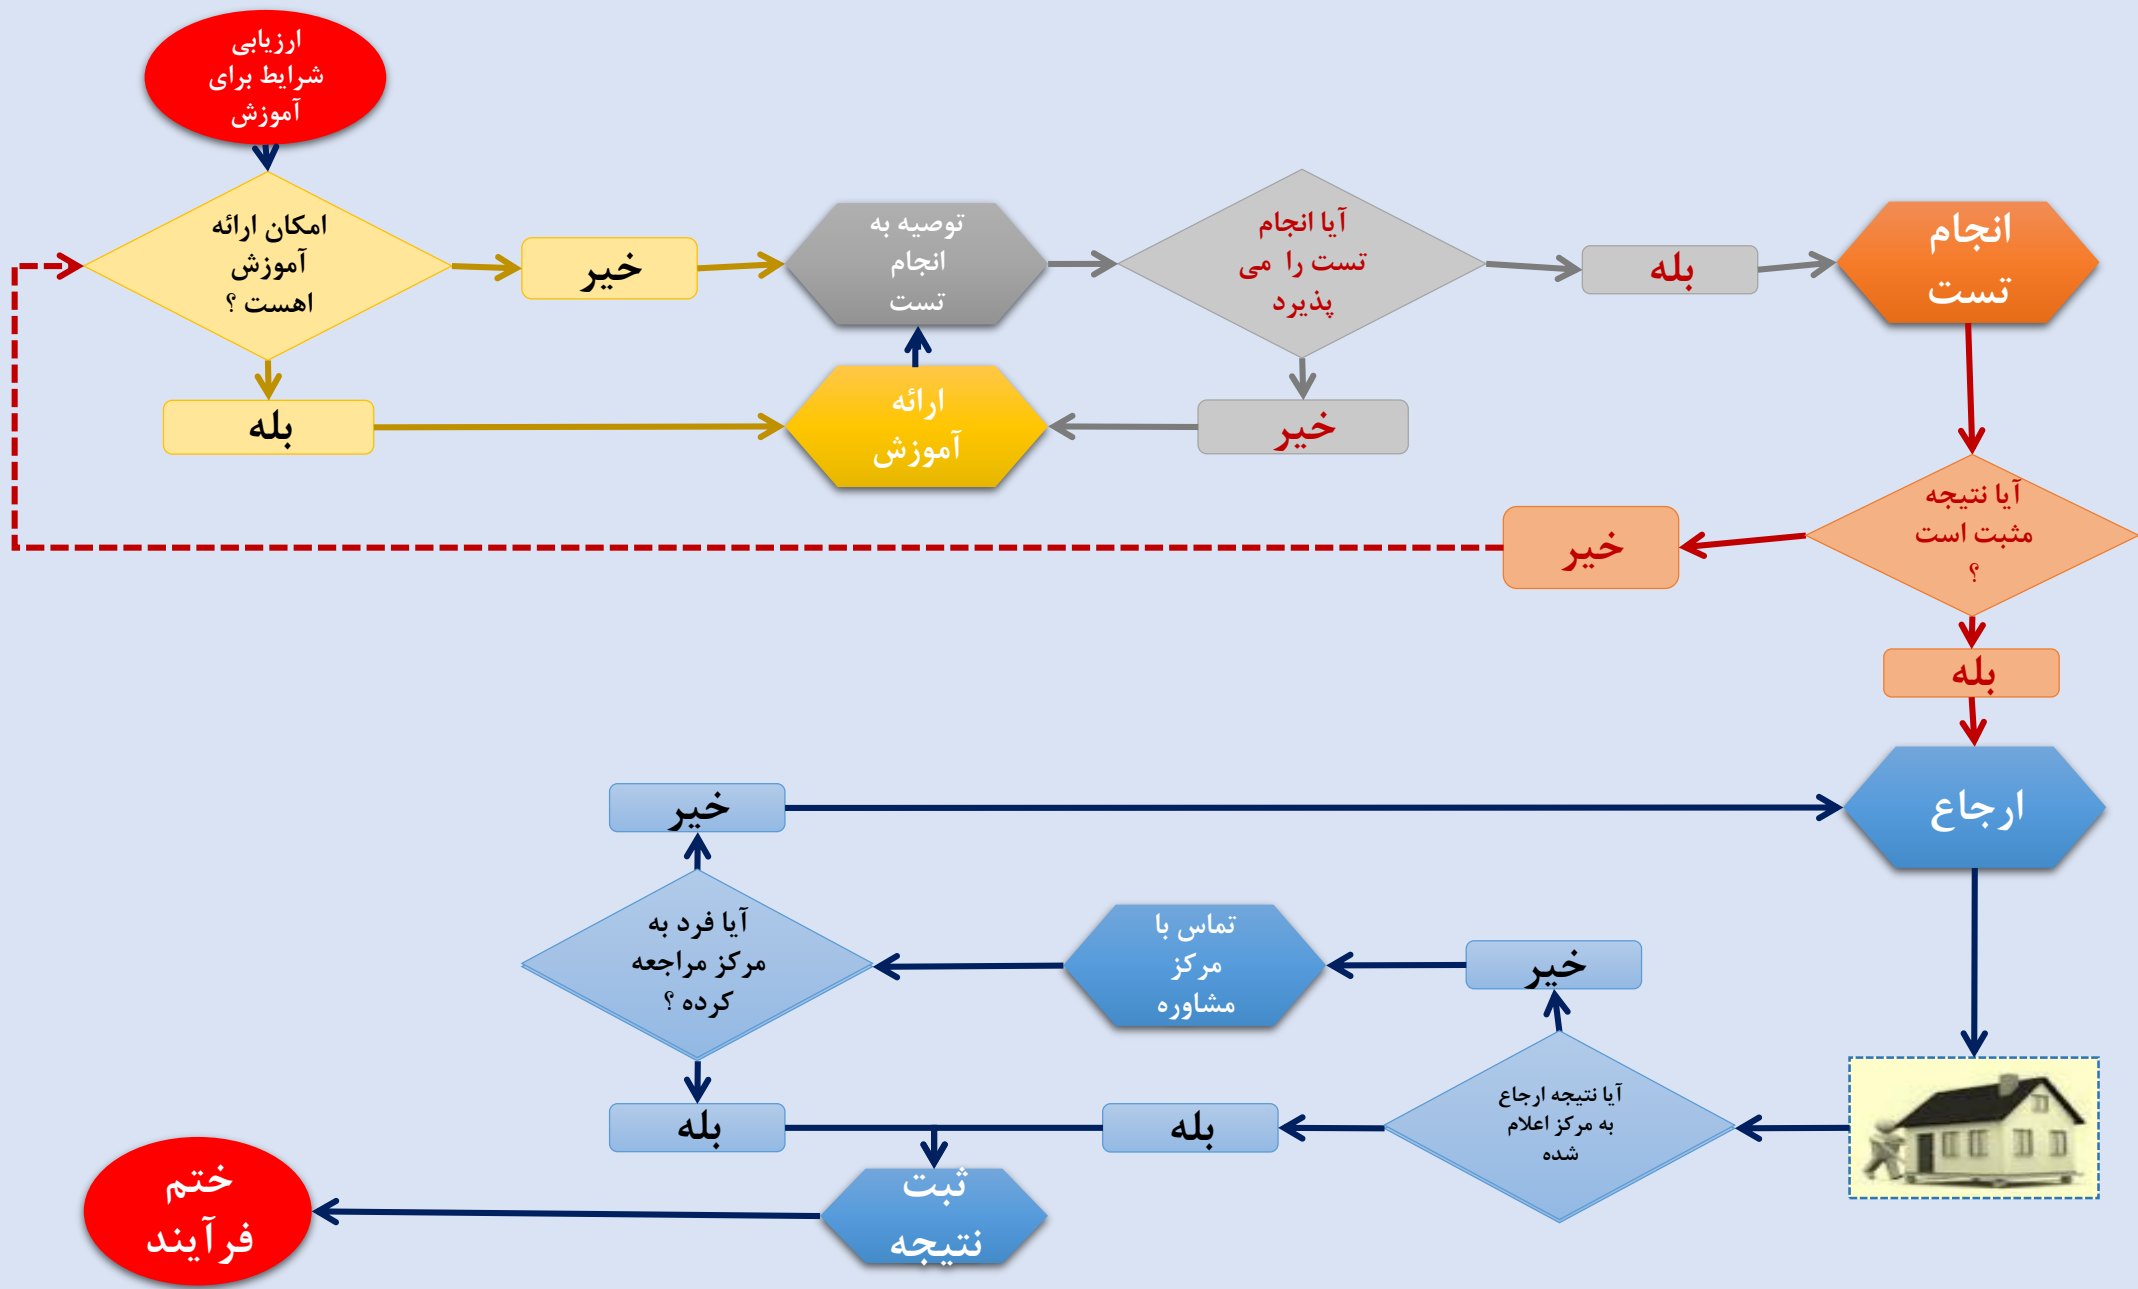 ارزیابی
شرایط برای
آموزش
امکان ارائه
آموزش
اهست ؟
خیر
بله
توصیه به
انجام
تست
ارائه
آموزش
آیا انجام
تست را می
پذیرد
بله
خیر
انجام
تست
آیا نتیجه
مثبت است
؟
خیر
بله
ارجاع
آیا نتیجه ارجاع
به مرکز اعلام
شده
خیر
بله
تماس با
مرکز
مشاوره
آیا فرد به
مرکز مراجعه
کرده ؟
خیر
بله
ثبت
نتیجه
ختم
فرآیند